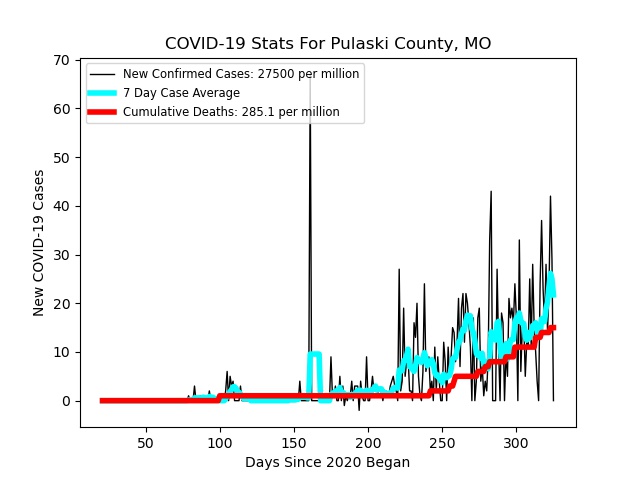 COVID-19 Stats For Pulaski County, MO
New Confirmed Cases: 27500 per million
7 Day Case Average
Cumulative Deaths: 285.1 per million
New COVID-19 Cases
70
60
50
40
30
20
10
0
50 100 150 200 250 300
Days Since 2020 Began